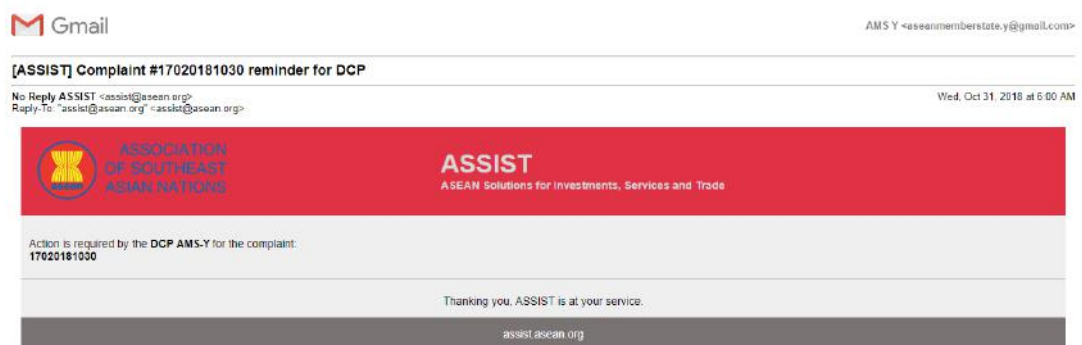 Gmail
AMS Y <aseanmemberstate.y@gmail.com>
[ASSIST] Complaint #17020181030 reminder for DCP
No Reply ASSIST <assist@asean.org>
Wed, Oct 31, 2018 at 6:00 AM
Reply-To: "assist@asean.org" <assist@asean.org>
asean
ASSOCIATION
OF SOUTHEAST
ASIAN NATIONS
ASSIST
ASEAN Solutions for Investments, Services and Trade
Action is required by the DCP AMS-Y for the complaint:
17020181030
Thanking you, ASSIST is at your service.
assist.asean.org